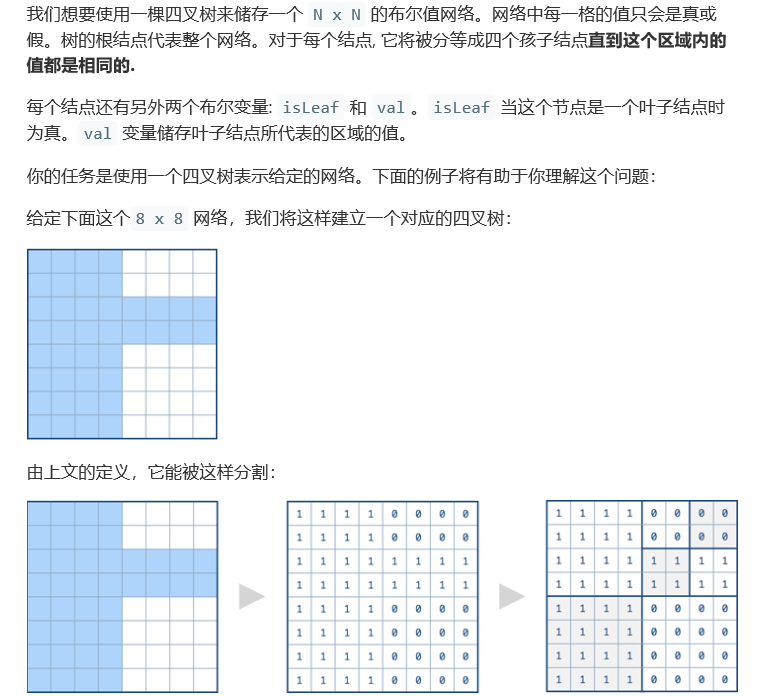 我们想要使用一棵四叉树来储存一个 N x N 的布尔值网络。网络中每一格的值只会是真或
假。树的根结点代表整个网络。对于每个结点, 它将被分等成四个孩子结点直到这个区域内的
值都是相同的.
每个结点还有另外两个布尔变量: isLeaf 和 val 。 isLeaf 当这个节点是一个叶子结点时
为真。 val 变量储存叶子结点所代表的区域的值。
你的任务是使用一个四叉树表示给定的网络。下面的例子将有助于你理解这个问题：
给定下面这个 8 x 8 网络，我们将这样建立一个对应的四叉树：
由上文的定义，它能被这样分割：
1 1 1 1 0 0 0 0
1 1 1 1 0 0 0 0
1 1 1 1 1 1 1 1
1 1 1 1 1 1 1 1
1 1 1 1 0 0 0 0
1 1 1 1 0 0 0 0
1 1 1 1 0 0 0 0
1 1 1 1 0 0 0 0
1 1 1 1 0 0 0 0
1 1 1 1 0 0 0 0
1 1 1 1 1 1 1 1
1 1 1 1 1 1 1 1
1 1 1 1 0 0 0 0
1 1 1 1 0 0 0 0
1 1 1 1 0 0 0 0
1 1 1 1 0 0 0 0